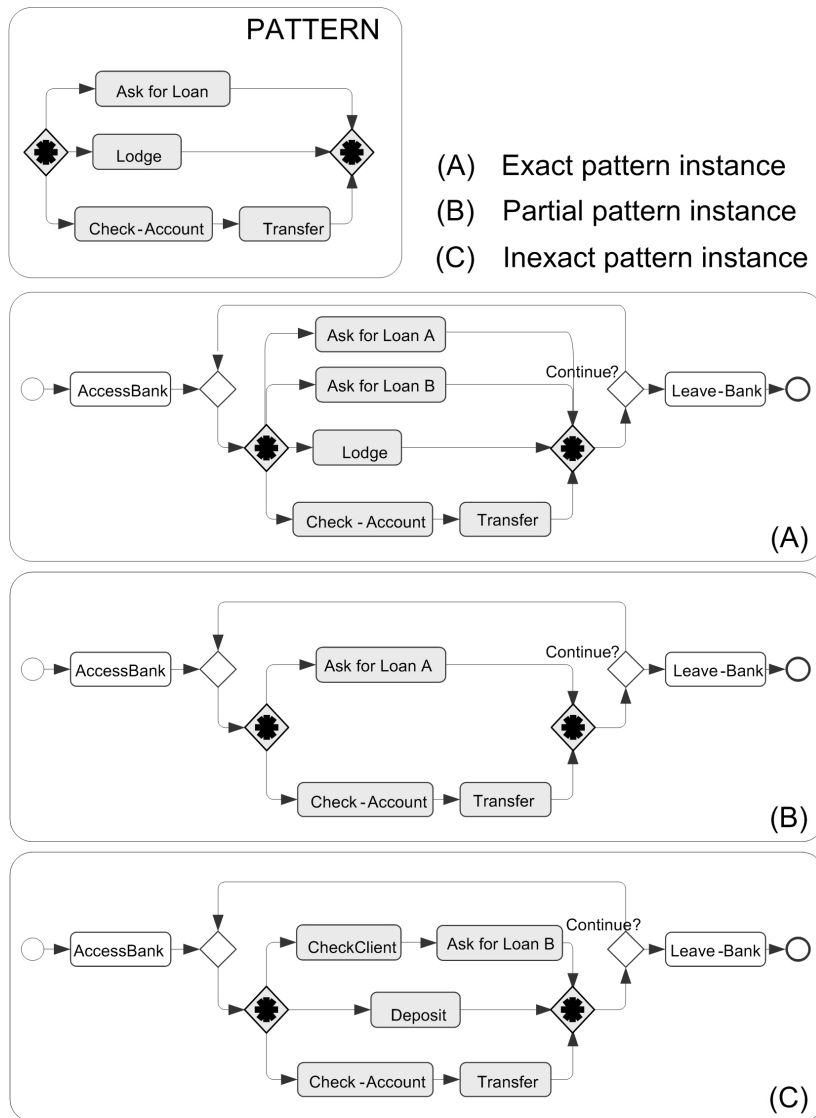 PATTERN
Ask for Loan
Lodge
Check-Account
Transfer
(A) Exact pattern instance
(B) Partial pattern instance
(C) Inexact pattern instance
Ask for Loan A
Continue?
AccessBank
Ask for Loan B
Leave-Bank
Lodge
Check - Account
Transfer
(A)
Continue?
AccessBank
Ask for Loan A
Leave-Bank
Check-Account
Transfer
(B)
Continue?
AccessBank
CheckClient
Ask for Loan B
Leave-Bank
Deposit
Check-Account
Transfer
(C)